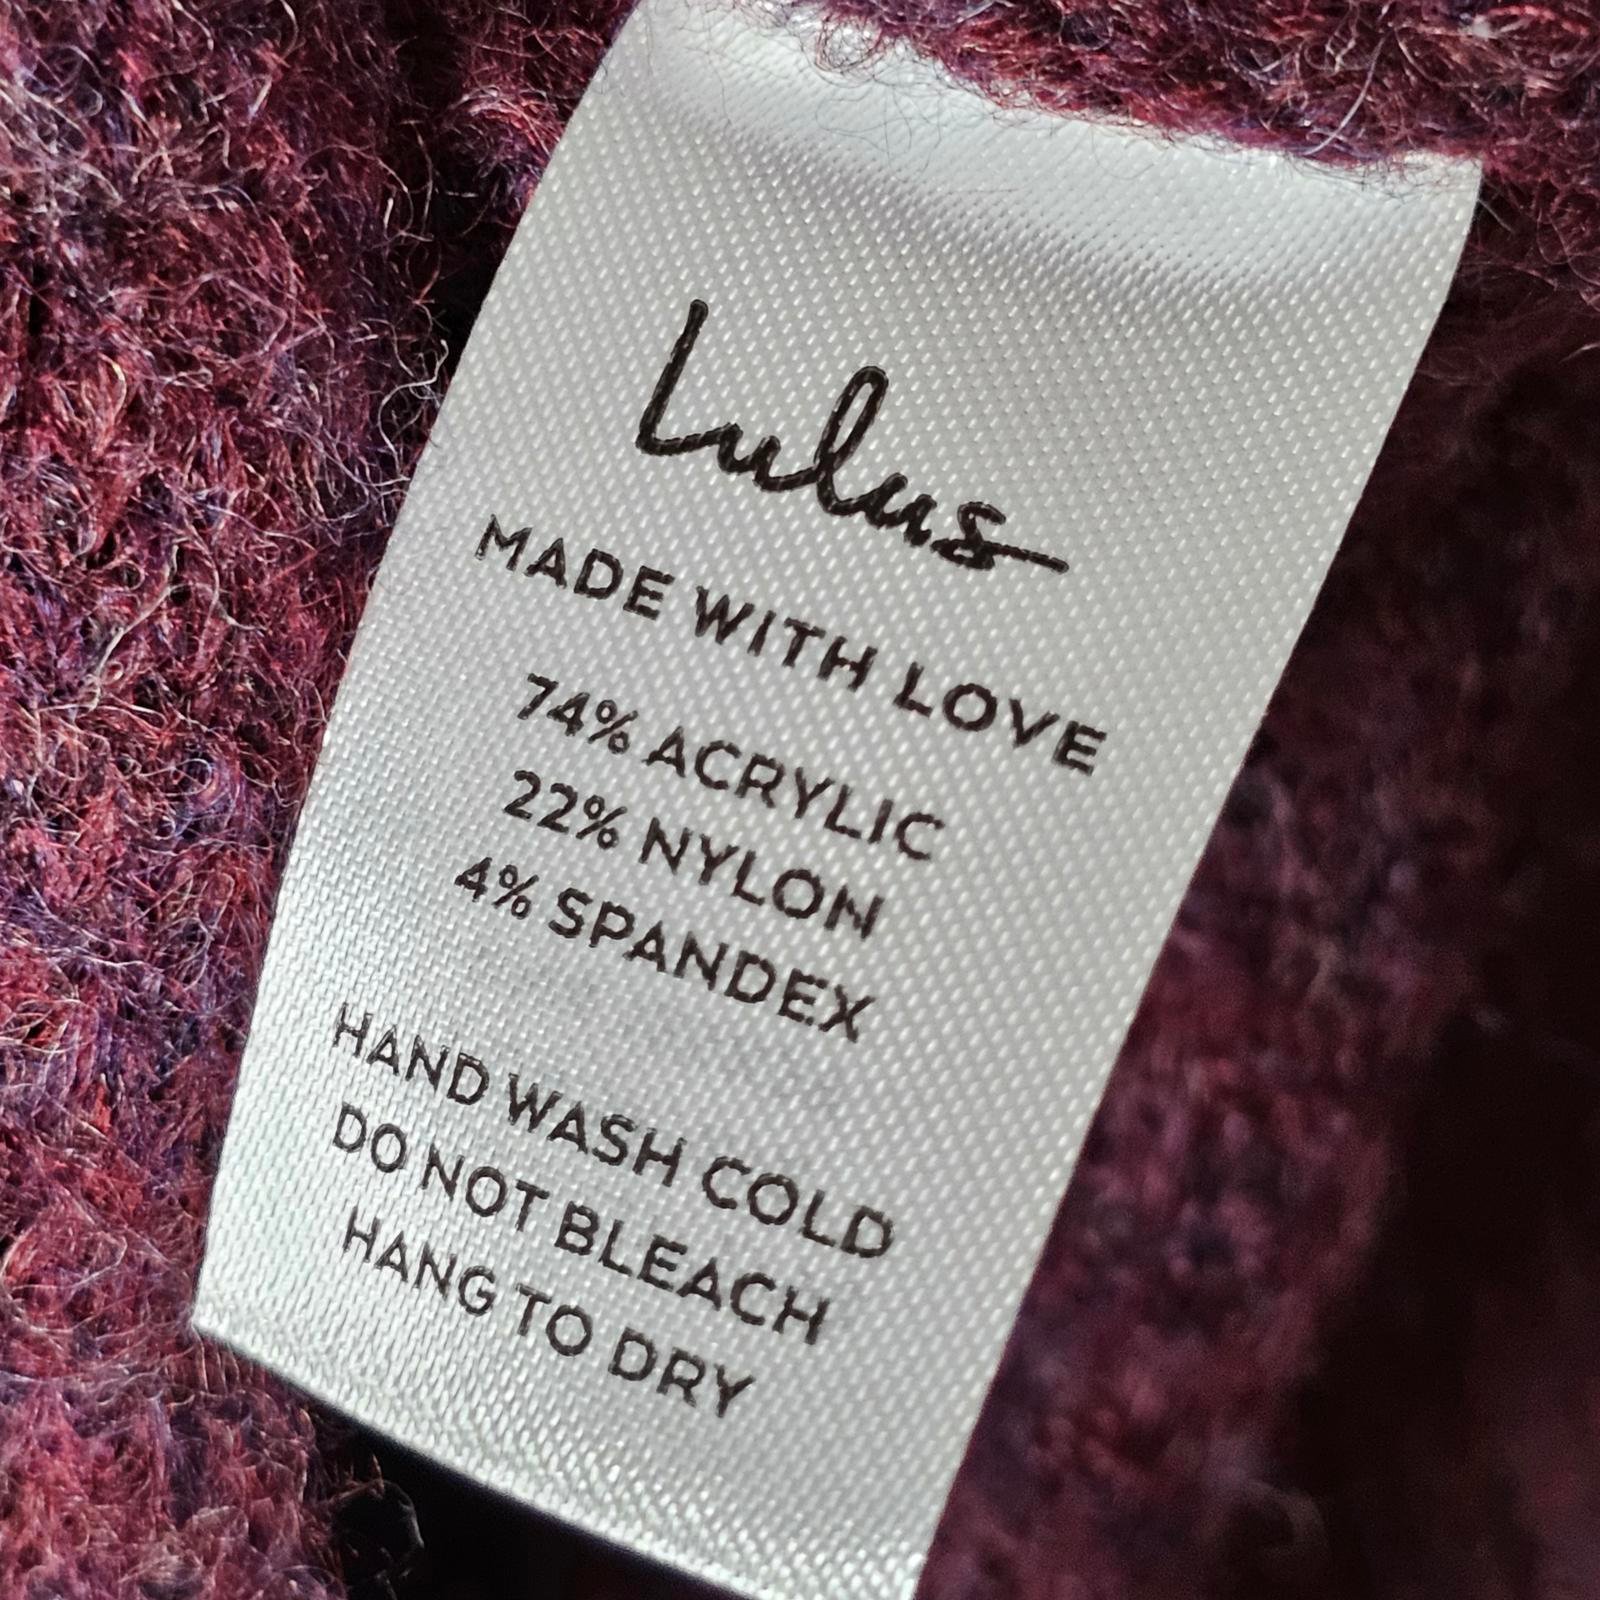 Lulus
MADE WITH LOVE
74% ACRYLIC
22% NYLON
4% SPANDEX
HAND WASH COLD
DO NOT BLEACH
HANG TO DRY